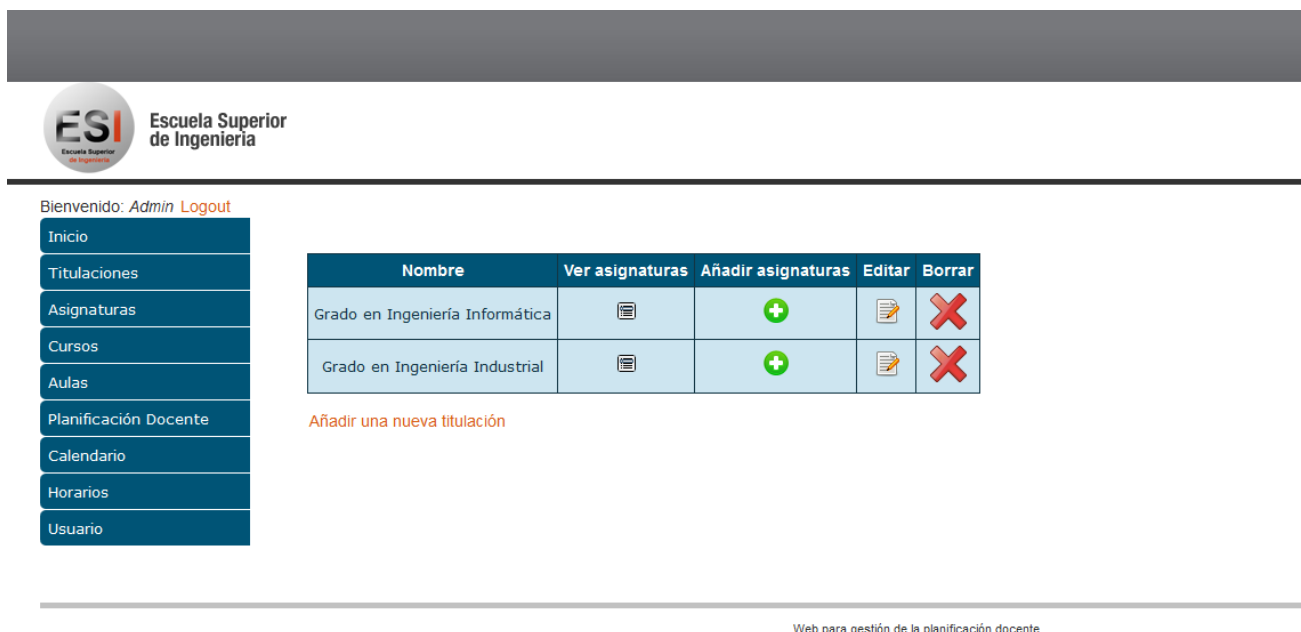 ESI
Escuela Superior
de Ingeniería
Escuela Superior
de Ingeniería
Bienvenido: Admin Logout
Inicio
Titulaciones
Asignaturas
Cursos
Aulas
Planificación Docente
Calendario
Horarios
Usuario
Nombre Ver asignaturas Añadir asignaturas Editar Borrar
Grado en Ingeniería Informática
Grado en Ingeniería Industrial
Añadir una nueva titulación
Web para gestión de la planificación docente